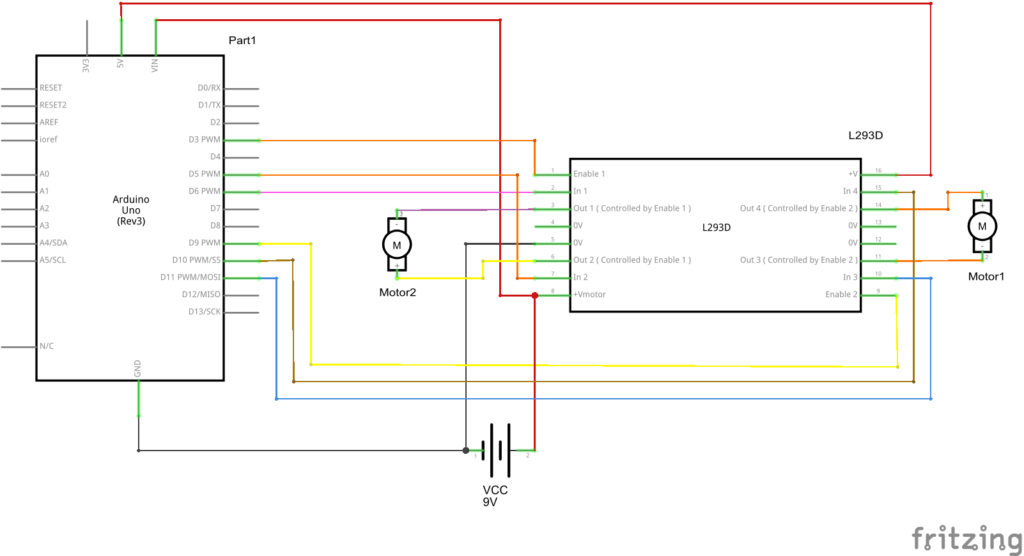 3V3
5V
VIN
Part1
RESET
RESET2
AREF
ioref
A0
A1
A2
A3
A4/SDA
A5/SCL
N/C
Arduino
Uno
(Rev3)
D0/RX
D1/TX
D2
D3 PWM
D4
D5 PWM
D6 PWM
D7
D8
D9 PWM
D10 PWM/SS
D11 PWM/MOSI
D12/MISO
D13/SCK
GND
M
Motor2
L293D
1 Enable 1
2 In 1
3 Out 1 ( Controlled by Enable 1 )
4 0V
5 0V
6 Out 2 ( Controlled by Enable 1 )
7 In 2
8 +Vmotor
L293D
+V 16
In 4 15
Out 4 ( Controlled by Enable 2 ) 14
0V 13
0V 12
Out 3 ( Controlled by Enable 2 ) 11
In 3 10
Enable 2 9
M
Motor1
1 2
VCC
9V
fritzing